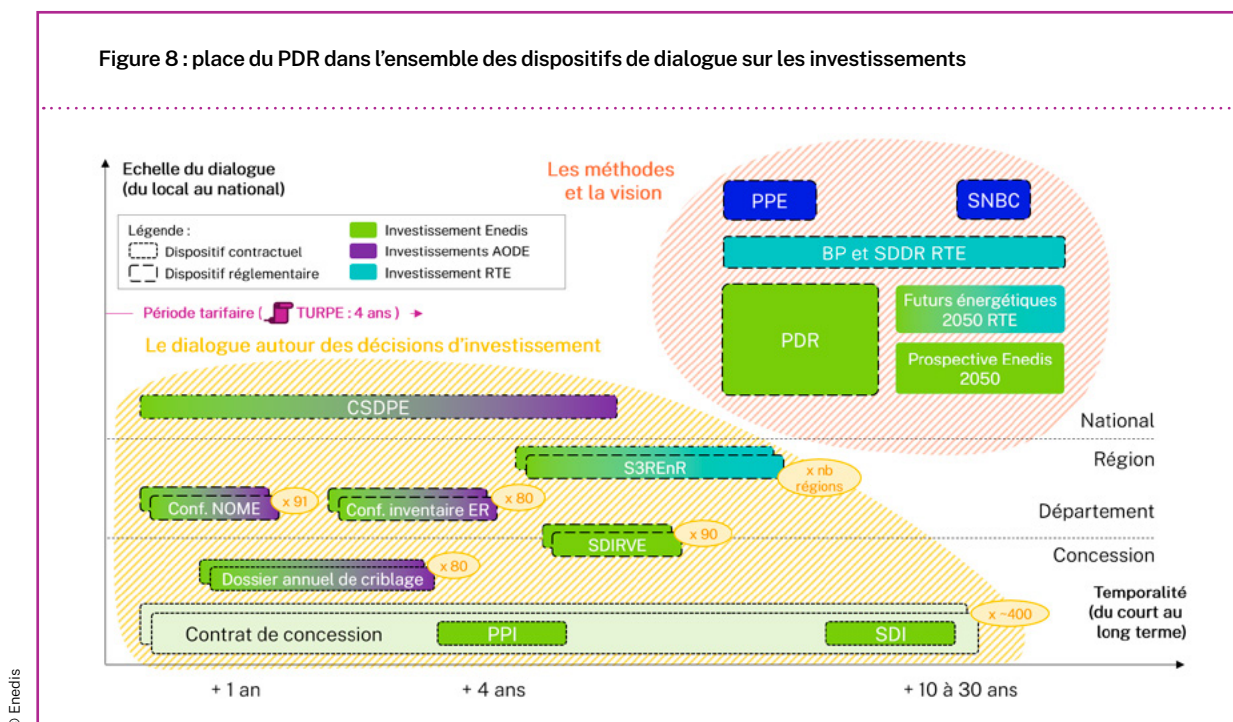 Figure 8 : place du PDR dans l’ensemble des dispositifs de dialogue sur les investissements
Echelle du dialogue
(du local au national)
Légende :
Dispositif contractuel
Dispositif réglementaire
Investissement Enedis
Investissements AODE
Investissement RTE
Période tarifaire ( TURPE : 4 ans )
Les méthodes
et la vision
PPE
SNBC
BP et SDDR RTE
PDR
Futurs énergétiques
2050 RTE
Prospective Enedis
2050
Le dialogue autour des décisions d’investissement
CSDPE
National
Région
S3REnR
x nb
régions
Conf. NOME
x 91
Conf. inventaire ER
x 80
Département
SDIRVE
x 90
Concession
Dossier annuel de criblage
x 80
Temporalité
(du court au
long terme)
x ~400
Contrat de concession
PPI
SDI
+ 1 an
+ 4 ans
+ 10 à 30 ans
© Enedis